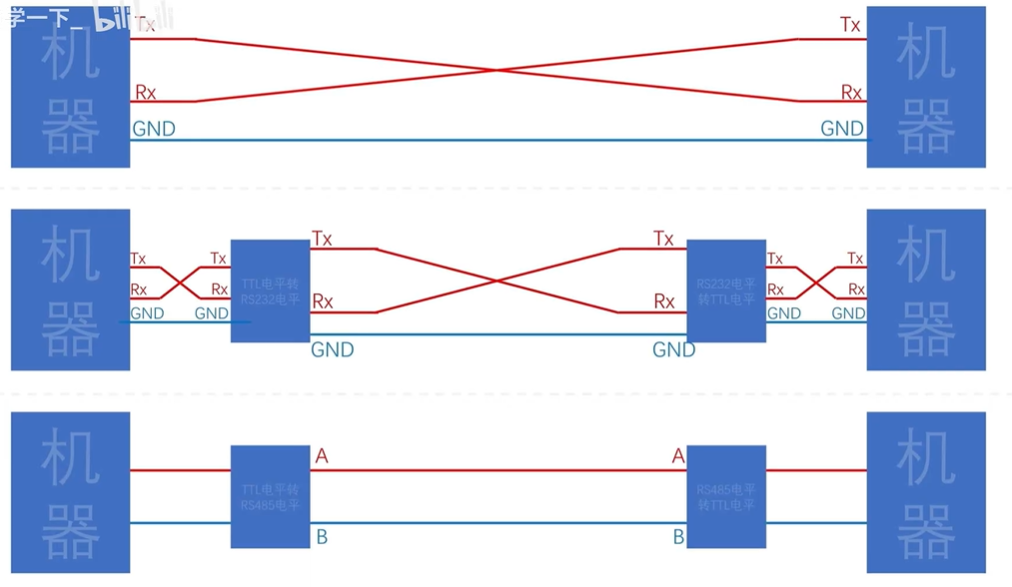 学一下_ bilibili
Tx Tx
机器 机器
Rx Rx
GND GND
Tx Tx
机器 机器
Tx Tx Tx Tx
TTL电平转 RS232电平
RS232电平 转TTL电平
Rx Rx Rx Rx
Rx Rx
GND GND GND GND
GND GND
机器 机器
A A
TTL电平转 RS485电平
RS485电平 转TTL电平
B B